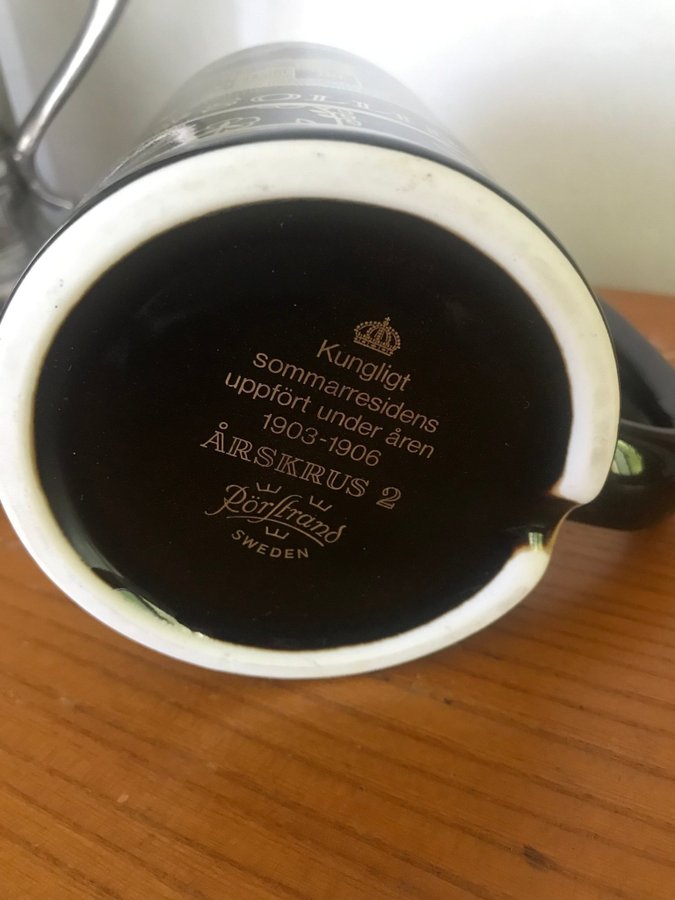 Kungligt
sommarresidens
uppfört under åren
1903-1906
ÅRSKRUS 2
Rörstrand
SWEDEN